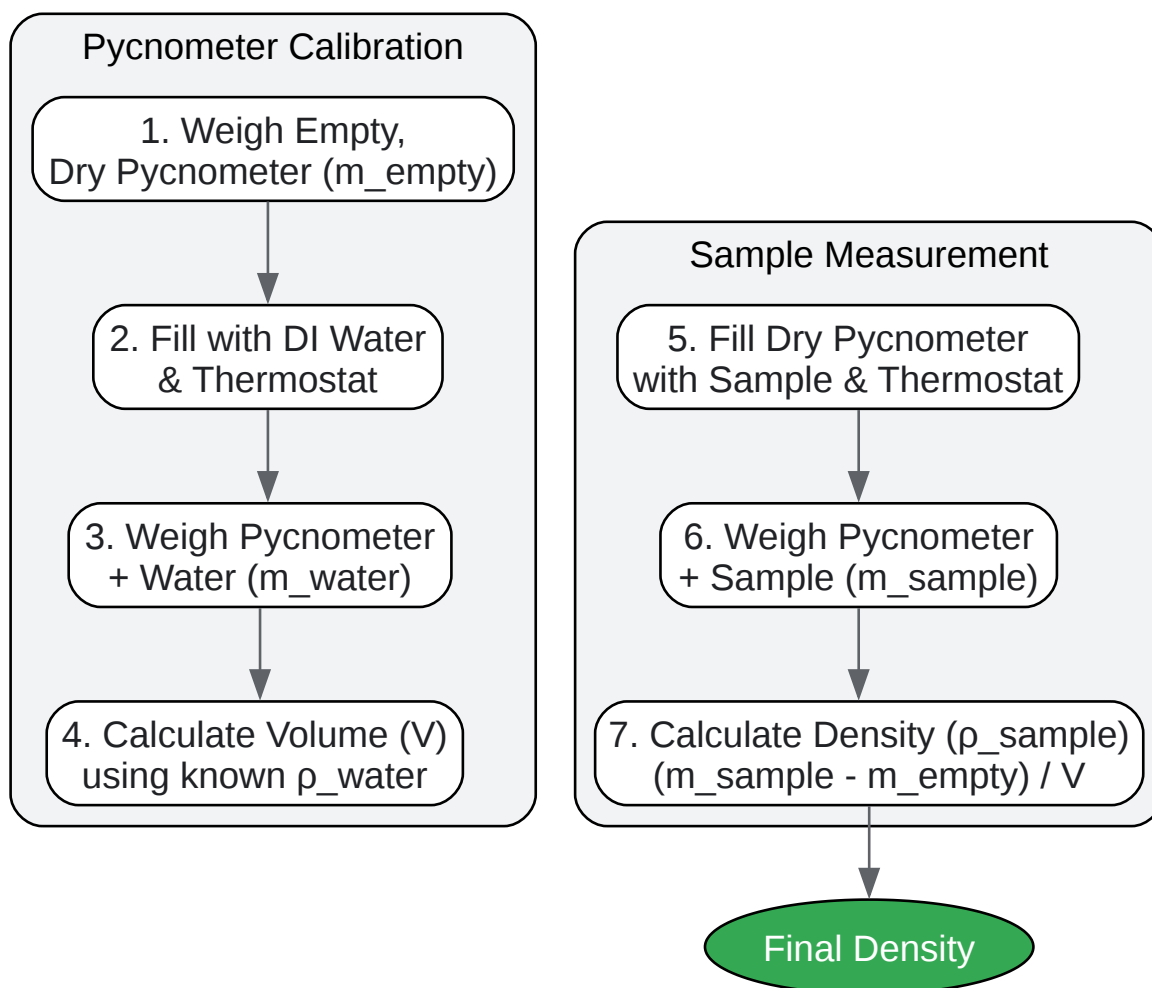 Pycnometer Calibration
1. Weigh Empty,
Dry Pycnometer (m_empty)
2. Fill with DI Water
& Thermostat
3. Weigh Pycnometer
+ Water (m_water)
4. Calculate Volume (V)
using known ρ_water
Sample Measurement
5. Fill Dry Pycnometer
with Sample & Thermostat
6. Weigh Pycnometer
+ Sample (m_sample)
7. Calculate Density (ρ_sample)
(m_sample - m_empty) / V
Final Density